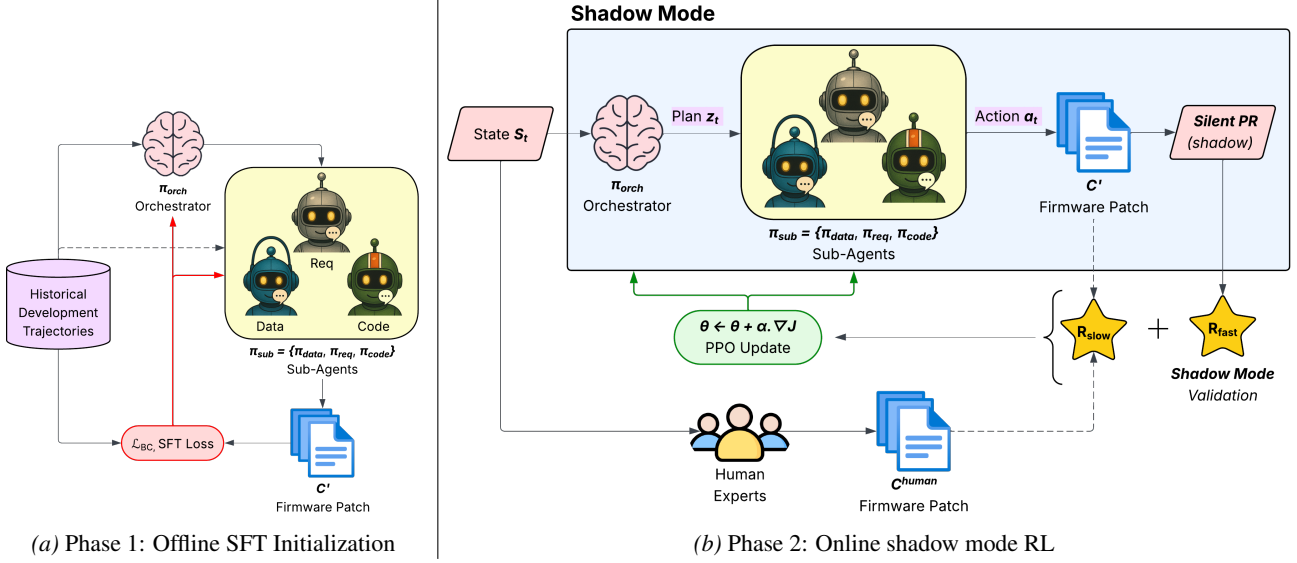 π_orch
Orchestrator
Req
Data
Code
Historical
Development
Trajectories
π_sub = {π_data, π_req, π_code}
Sub-Agents
ℒ_BC, SFT Loss
C'
Firmware Patch
(a) Phase 1: Offline SFT Initialization
Shadow Mode
State S_t
π_orch
Orchestrator
Plan z_t
π_sub = {π_data, π_req, π_code}
Sub-Agents
Action a_t
C'
Firmware Patch
Silent PR
(shadow)
θ ← θ + α.∇J
PPO Update
R_slow
+
R_fast
Shadow Mode
Validation
Human
Experts
C^human
Firmware Patch
(b) Phase 2: Online shadow mode RL